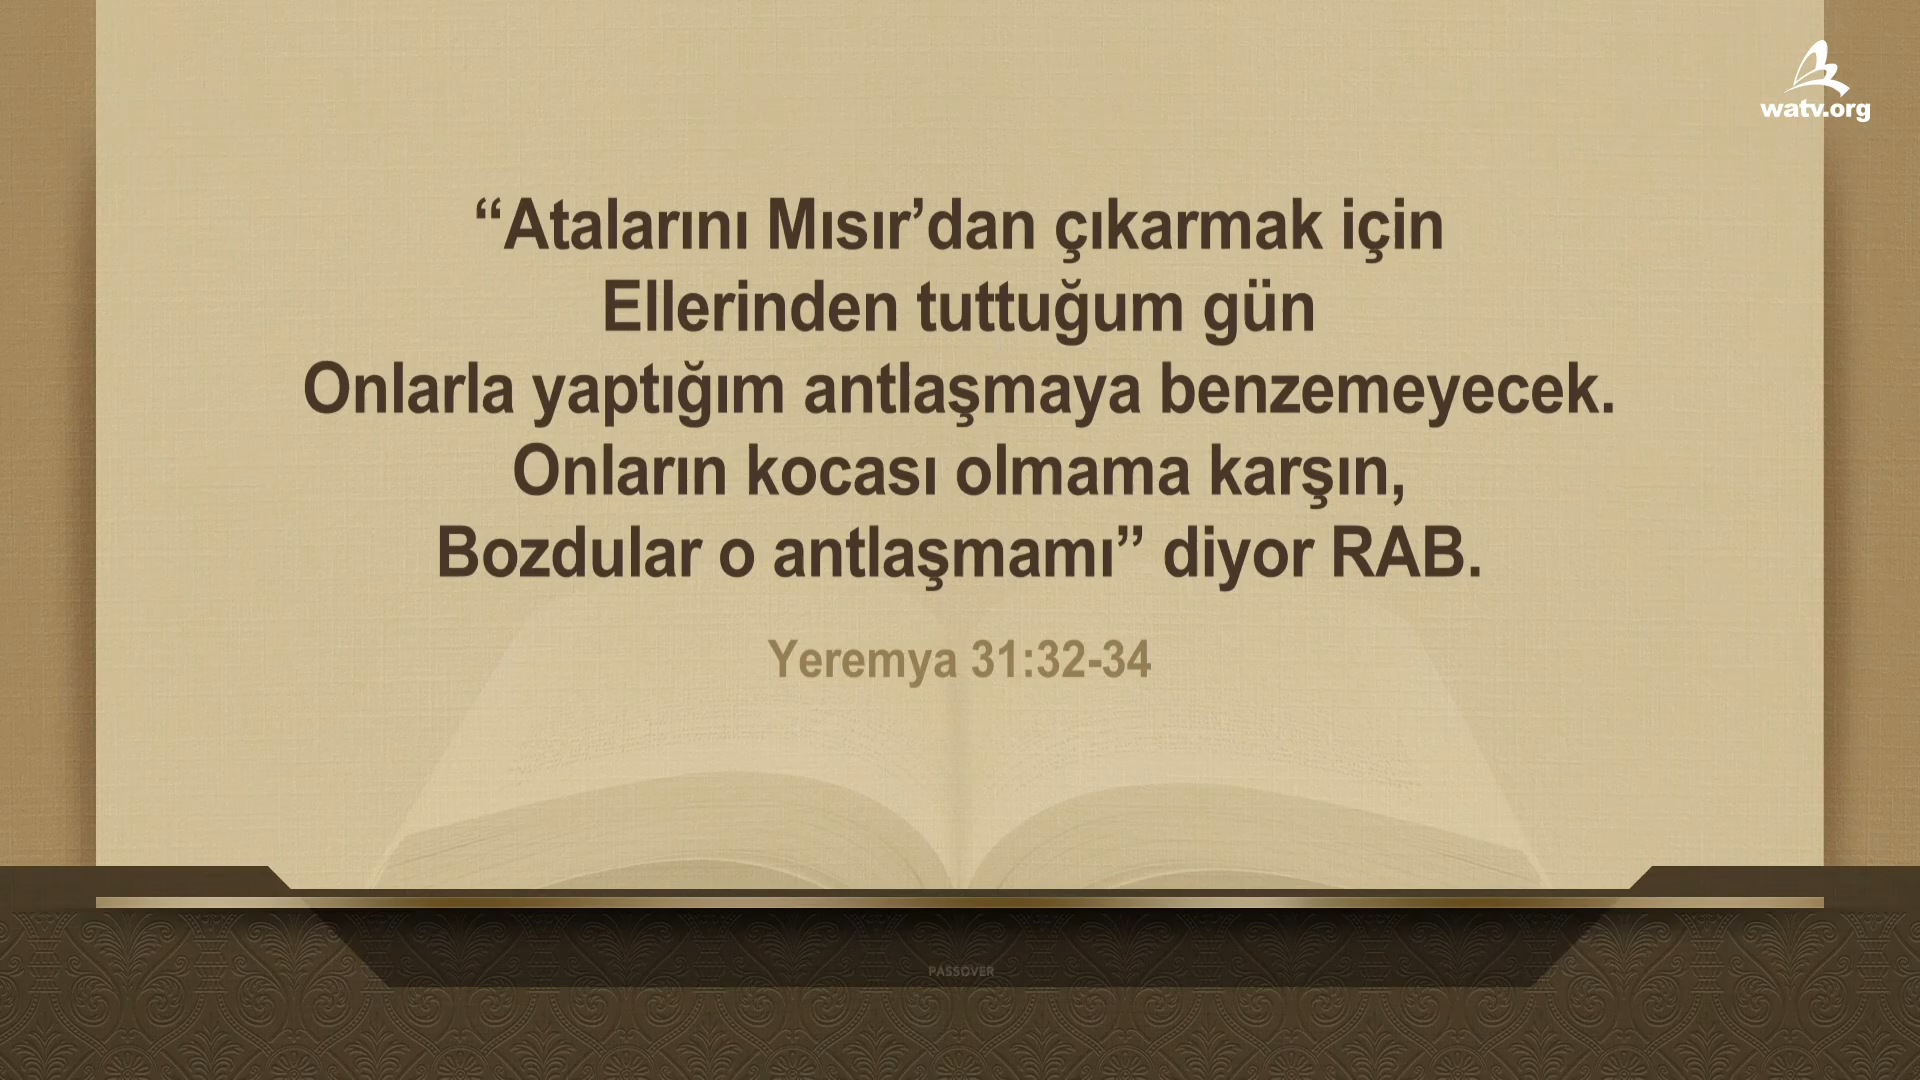 watv.org
“Atalarını Mısır’dan çıkarmak için
Ellerinden tuttuğum gün
Onlarla yaptığım antlaşmaya benzemeyecek.
Onların kocası olmama karşın,
Bozdular o antlaşmamı” diyor RAB.
Yeremya 31:32-34
PASSOVER